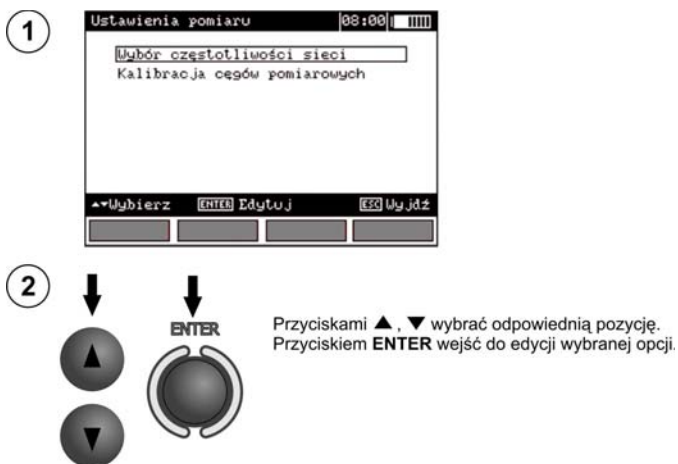 1
Ustawienia pomiaru 08:00
Wybór częstotliwości sieci
Kalibracja cęgów pomiarowych
▲▼Wybierz ENTER Edytuj ESC Wyjdź
2
ENTER
Przyciskami ▲ , ▼ wybrać odpowiednią pozycję.
Przyciskiem ENTER wejść do edycji wybranej opcji.